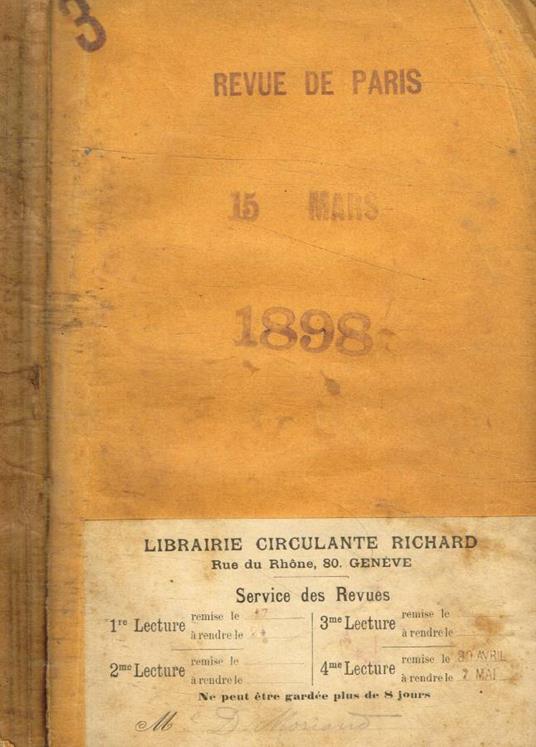 3
REVUE DE PARIS
15 MARS
1898
LIBRAIRIE CIRCULANTE RICHARD
Rue du Rhône, 80. GENÈVE
Service des Revues
1re Lecture remise le
à rendre le
3me Lecture remise le
à rendre le
2me Lecture remise le
à rendre le
4me Lecture remise le 30 AVRIL
à rendre le 7 MAI
Ne peut être gardée plus de 8 jours
M